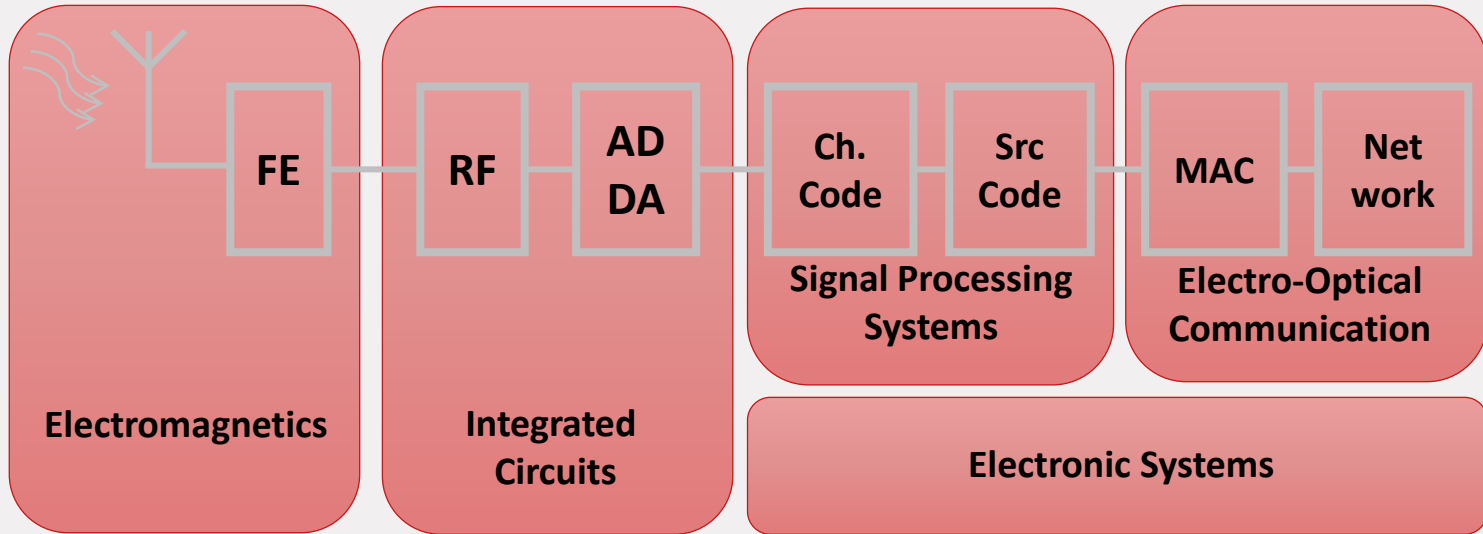 FE
RF
AD
DA
Ch.
Code
Src
Code
MAC
Net
work
Signal Processing
Systems
Electro-Optical
Communication
Electromagnetics
Integrated
Circuits
Electronic Systems